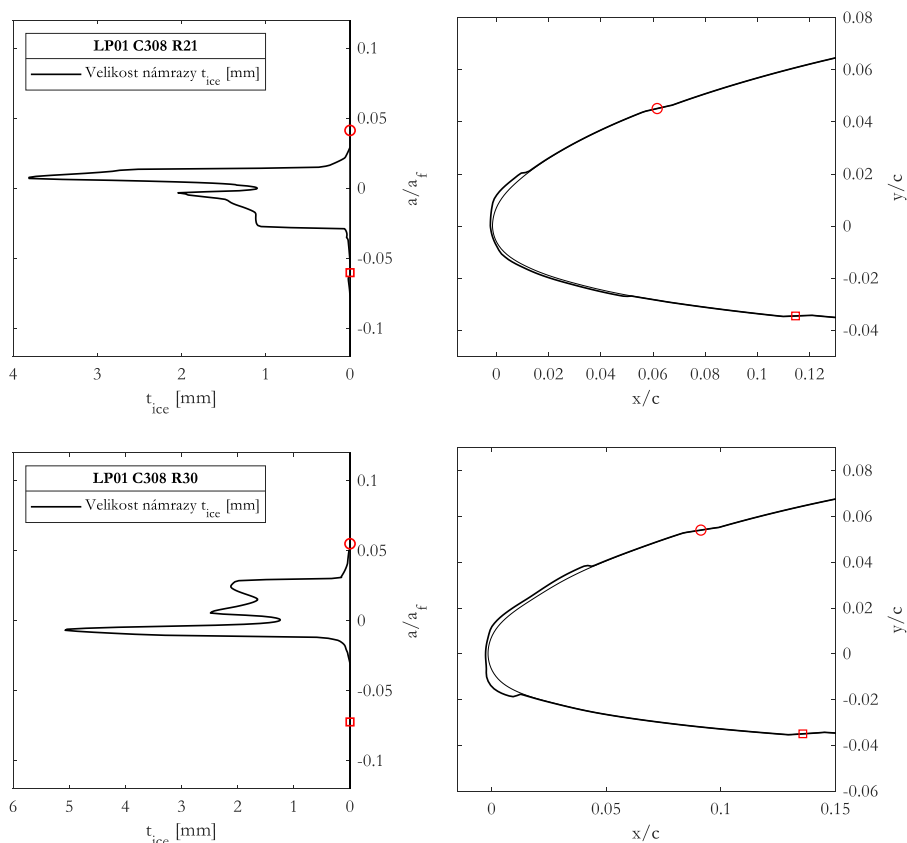 LP01 C308 R21
Velikost námrazy t_ice [mm]
0.1
0.05
0
-0.05
-0.1
a/a_f
4 3 2 1 0
t_ice [mm]
0.08
0.06
0.04
0.02
0
-0.02
-0.04
y/c
0 0.02 0.04 0.06 0.08 0.1 0.12
x/c
LP01 C308 R30
Velikost námrazy t_ice [mm]
0.1
0.05
0
-0.05
-0.1
a/a_f
6 5 4 3 2 1 0
t_ice [mm]
0.08
0.06
0.04
0.02
0
-0.02
-0.04
-0.06
y/c
0 0.05 0.1 0.15
x/c